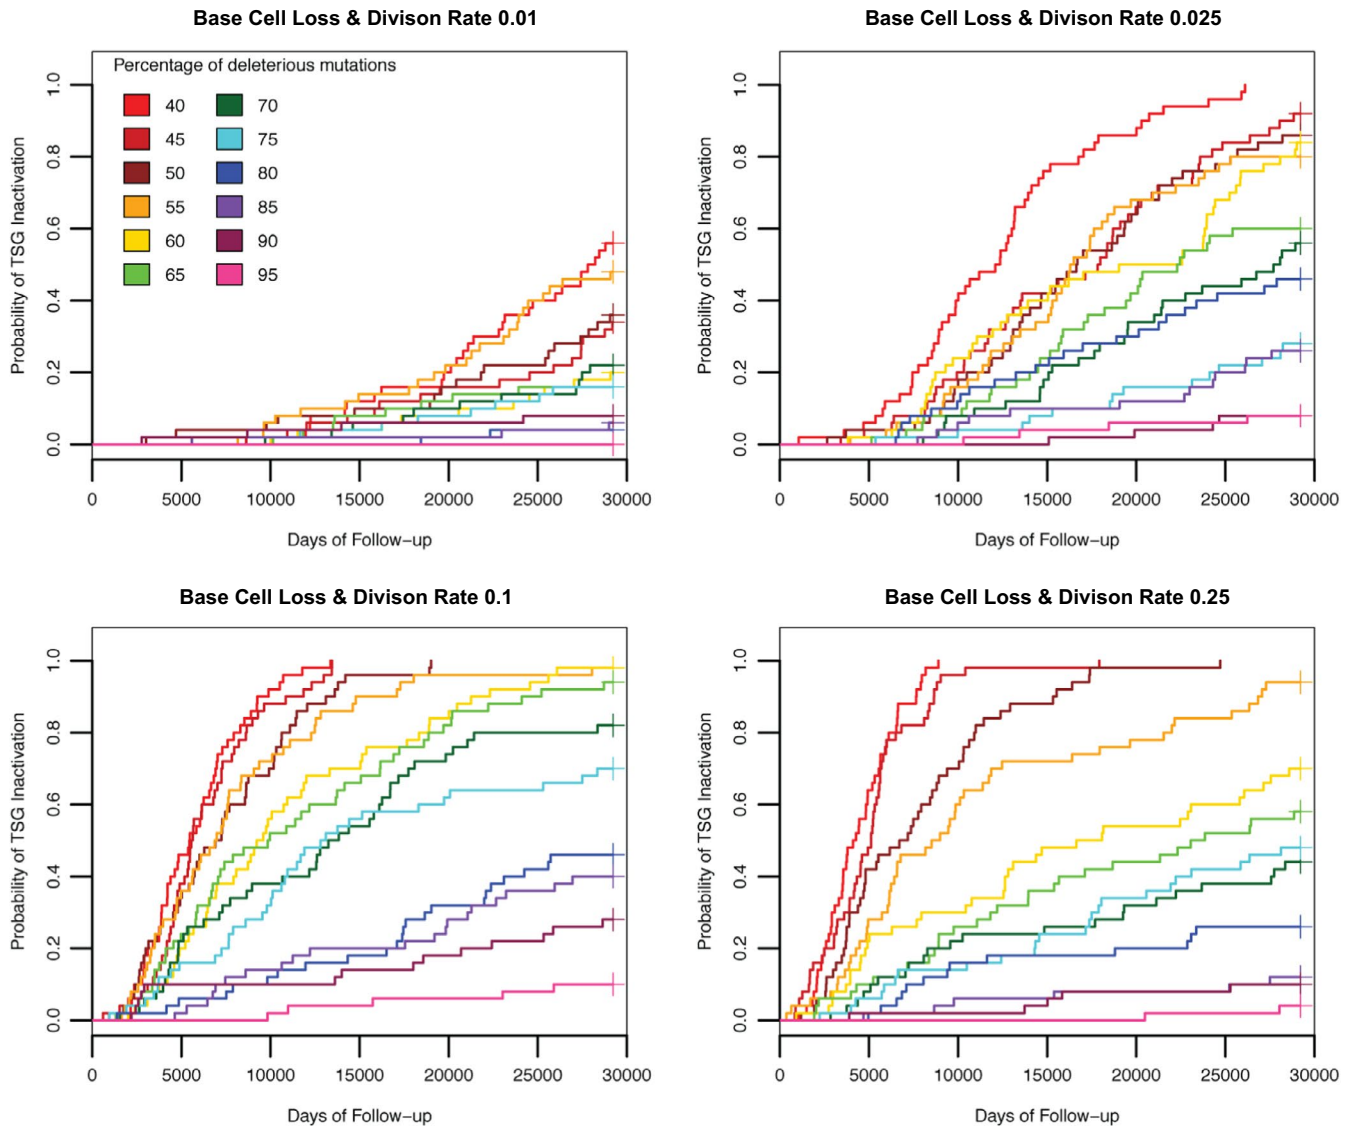 Base Cell Loss & Divison Rate 0.01
Percentage of deleterious mutations
40 70
45 75
50 80
55 85
60 90
65 95
Probability of TSG Inactivation
1.0
0.8
0.6
0.4
0.2
0.0
0 5000 10000 15000 20000 25000 30000
Days of Follow-up
Base Cell Loss & Divison Rate 0.025
Probability of TSG Inactivation
1.0
0.8
0.6
0.4
0.2
0.0
0 5000 10000 15000 20000 25000 30000
Days of Follow-up
Base Cell Loss & Divison Rate 0.1
Probability of TSG Inactivation
1.0
0.8
0.6
0.4
0.2
0.0
0 5000 10000 15000 20000 25000 30000
Days of Follow-up
Base Cell Loss & Divison Rate 0.25
Probability of TSG Inactivation
1.0
0.8
0.6
0.4
0.2
0.0
0 5000 10000 15000 20000 25000 30000
Days of Follow-up